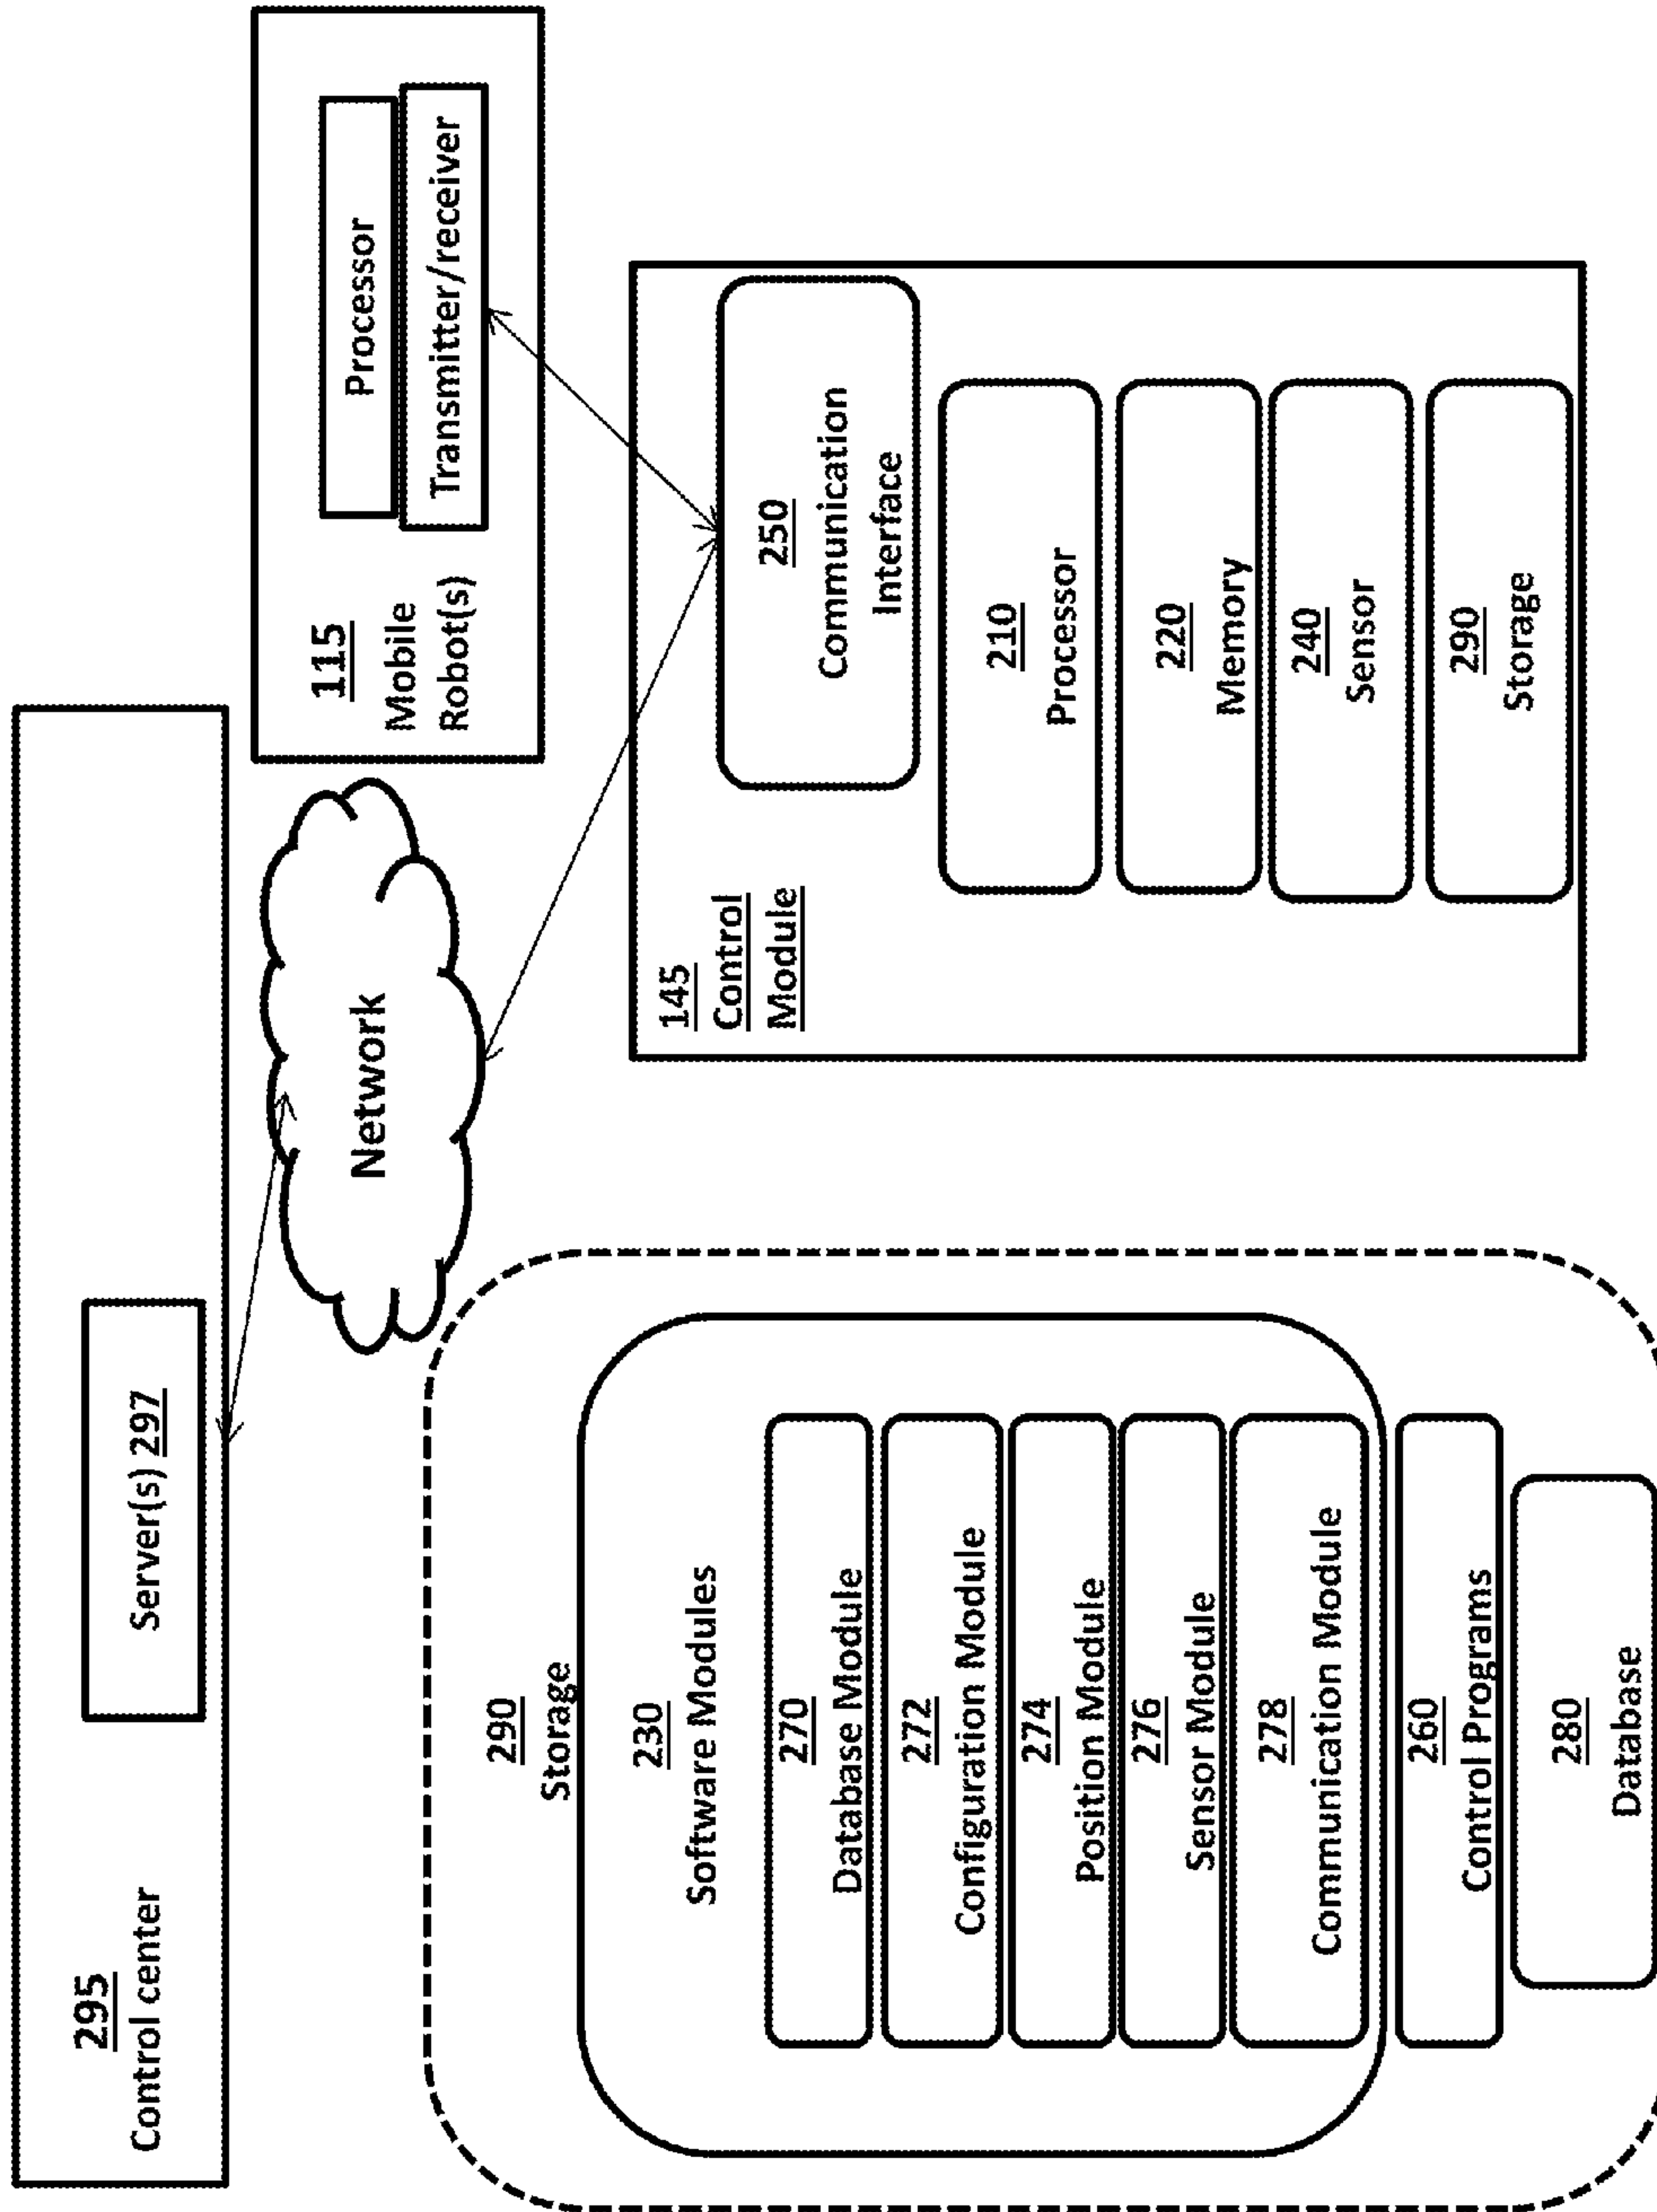 295
Control center
Server(s) 297
Network
115
Mobile
Robot(s)
Processor
Transmitter/receiver
290
Storage
230
Software Modules
270
Database Module
272
Configuration Module
274
Position Module
276
Sensor Module
278
Communication Module
260
Control Programs
280
Database
145
Control
Module
250
Communication
Interface
210
Processor
220
Memory
240
Sensor
290
Storage